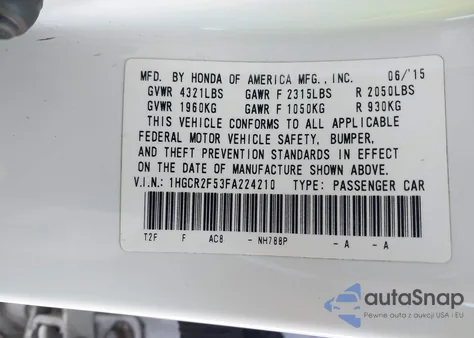 MFD. BY HONDA OF AMERICA MFG., INC. 06/'15
GVWR 4321LBS GAWR F 2315LBS R 2050LBS
GVWR 1960KG GAWR F 1050KG R 930KG
THIS VEHICLE CONFORMS TO ALL APPLICABLE
FEDERAL MOTOR VEHICLE SAFETY, BUMPER,
AND THEFT PREVENTION STANDARDS IN EFFECT
ON THE DATE OF MANUFACTURE SHOWN ABOVE.
V.I.N.: 1HGCR2F53FA224210 TYPE: PASSENGER CAR
T2F F AC8 - NH788P - A - A
autoSnap
Pewne auta z aukcji USA i EU